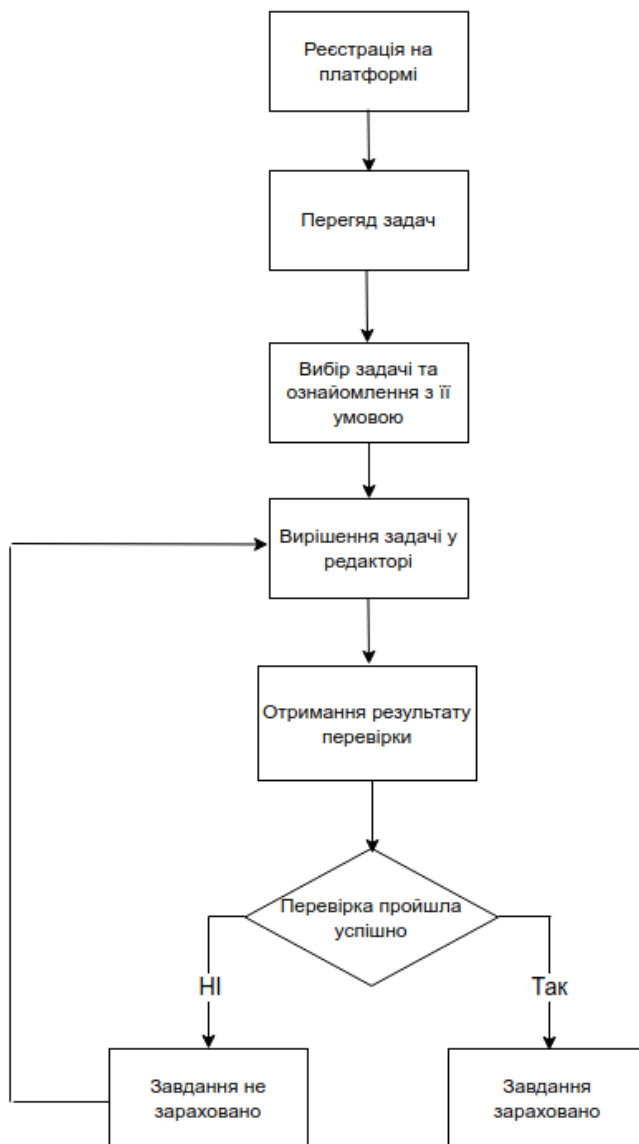 Реєстрація на
платформі
Перегяд задач
Вибір задачі та
ознайомлення з її
умовою
Вирішення задачі у
редакторі
Отримання результату
перевірки
Перевірка пройшла
успішно
НІ
Так
Завдання не
зараховано
Завдання
зараховано